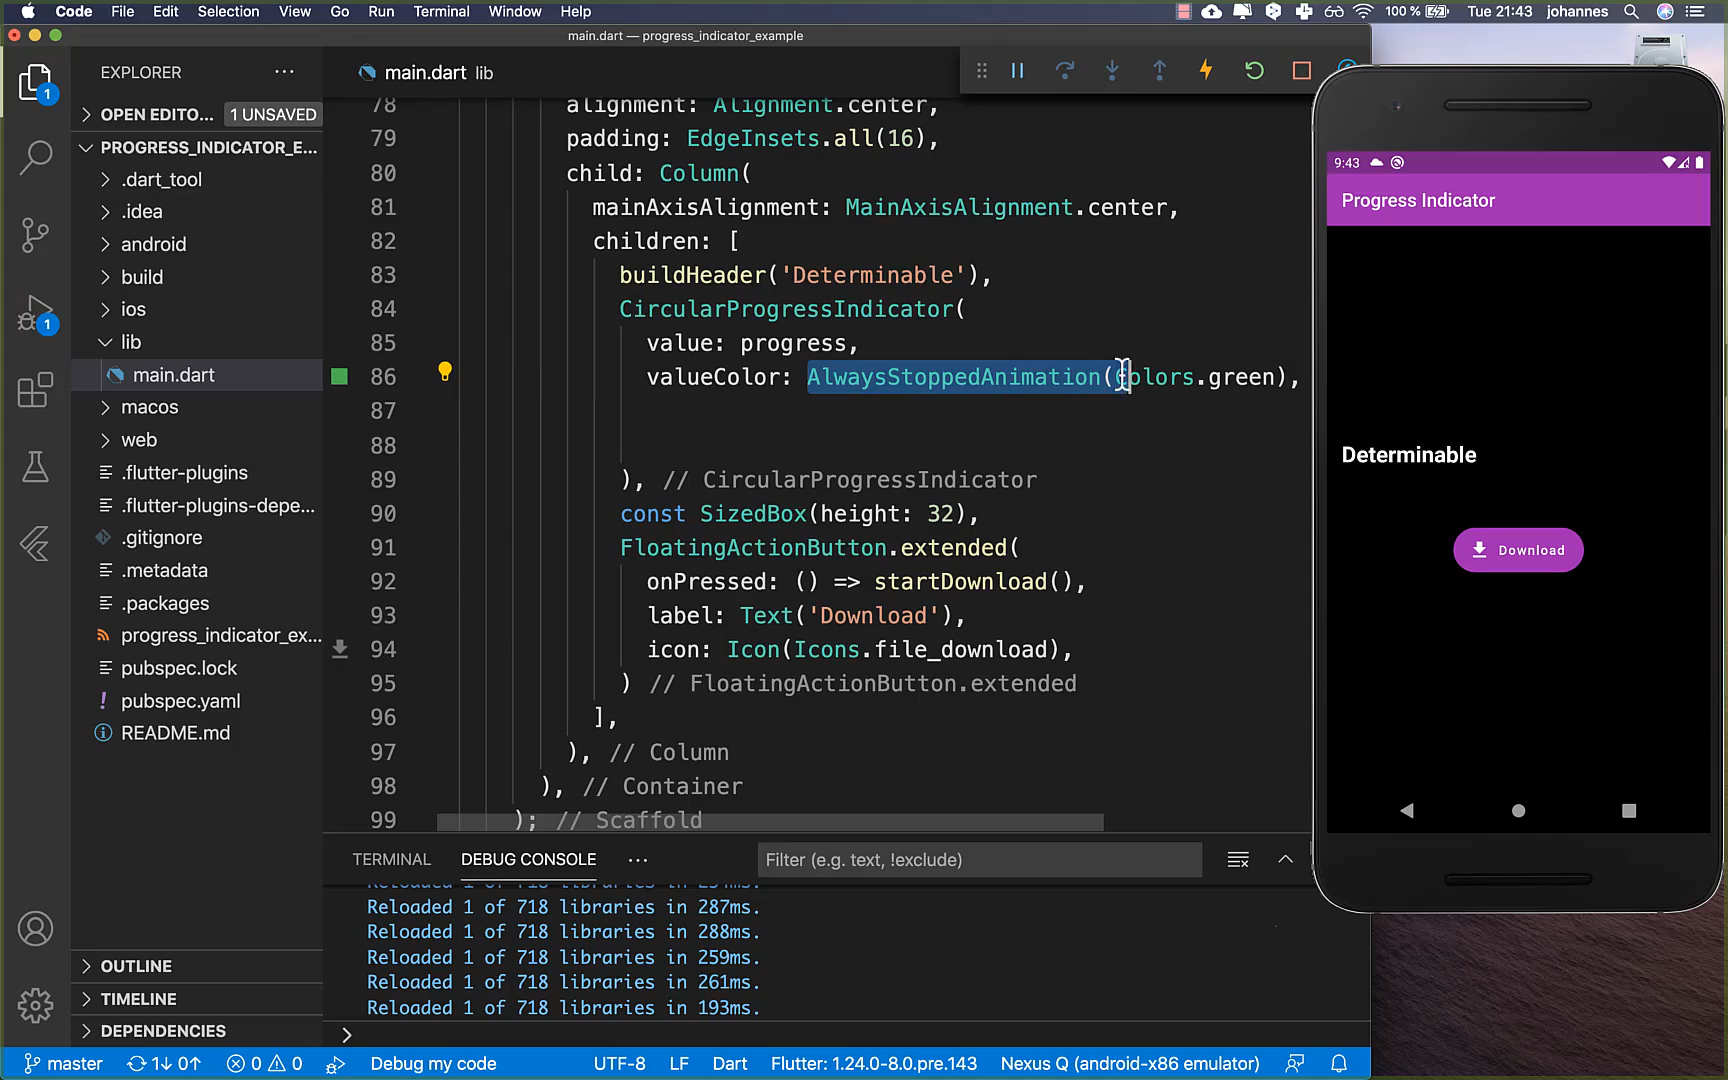 Code File Edit Selection View Go Run Terminal Window Help 100 % Tue 21:43 johannes
main.dart — progress_indicator_example
EXPLORER
main.dart lib
OPEN EDITO... 1 UNSAVED
PROGRESS_INDICATOR_E...
.dart_tool
.idea
android
build
ios
lib
main.dart
macos
web
.flutter-plugins
.flutter-plugins-depe...
.gitignore
.metadata
.packages
progress_indicator_ex...
pubspec.lock
pubspec.yaml
README.md
OUTLINE
TIMELINE
DEPENDENCIES
1
1
78 alignment: Alignment.center,
79 padding: EdgeInsets.all(16),
80 child: Column(
81 mainAxisAlignment: MainAxisAlignment.center,
82 children: [
83 buildHeader('Determinable'),
84 CircularProgressIndicator(
85 value: progress,
86 valueColor: AlwaysStoppedAnimation(Colors.green),
87
88
89 ), // CircularProgressIndicator
90 const SizedBox(height: 32),
91 FloatingActionButton.extended(
92 onPressed: () => startDownload(),
93 label: Text('Download'),
94 icon: Icon(Icons.file_download),
95 ) // FloatingActionButton.extended
96 ],
97 ), // Column
98 ), // Container
99 ); // Scaffold
TERMINAL DEBUG CONSOLE ... Filter (e.g. text, !exclude)
Reloaded 1 of 718 libraries in 287ms.
Reloaded 1 of 718 libraries in 288ms.
Reloaded 1 of 718 libraries in 259ms.
Reloaded 1 of 718 libraries in 261ms.
Reloaded 1 of 718 libraries in 193ms.
master 1↓ 0↑ 0 0 Debug my code UTF-8 LF Dart Flutter: 1.24.0-8.0.pre.143 Nexus Q (android-x86 emulator)
9:43
Progress Indicator
Determinable
Download